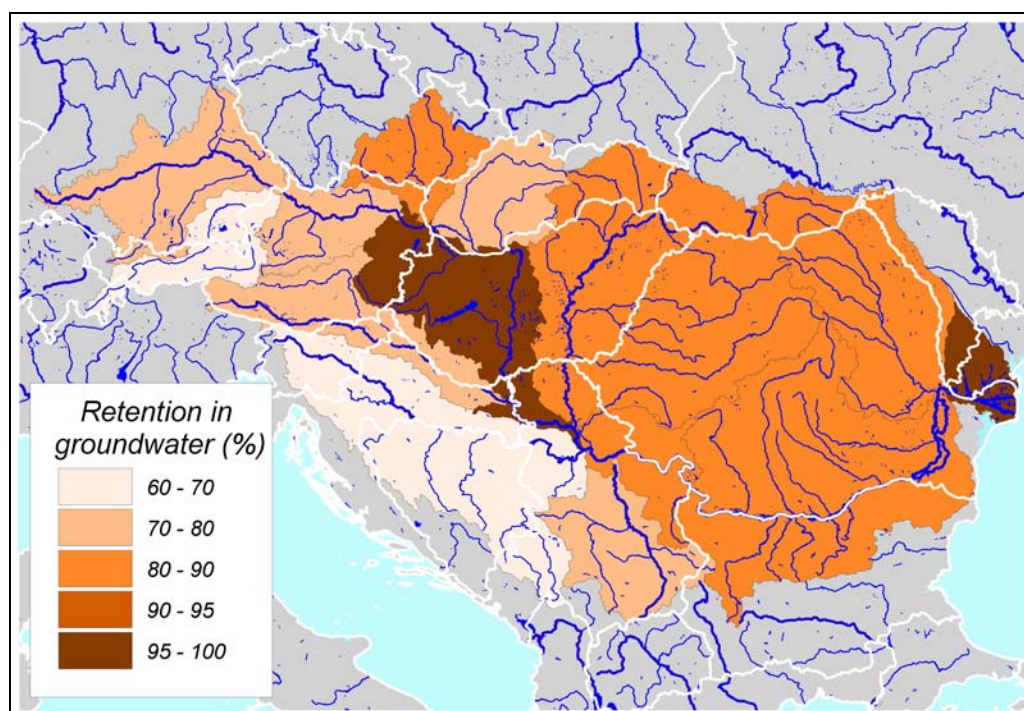 Retention in
groundwater (%)
60 - 70
70 - 80
80 - 90
90 - 95
95 - 100